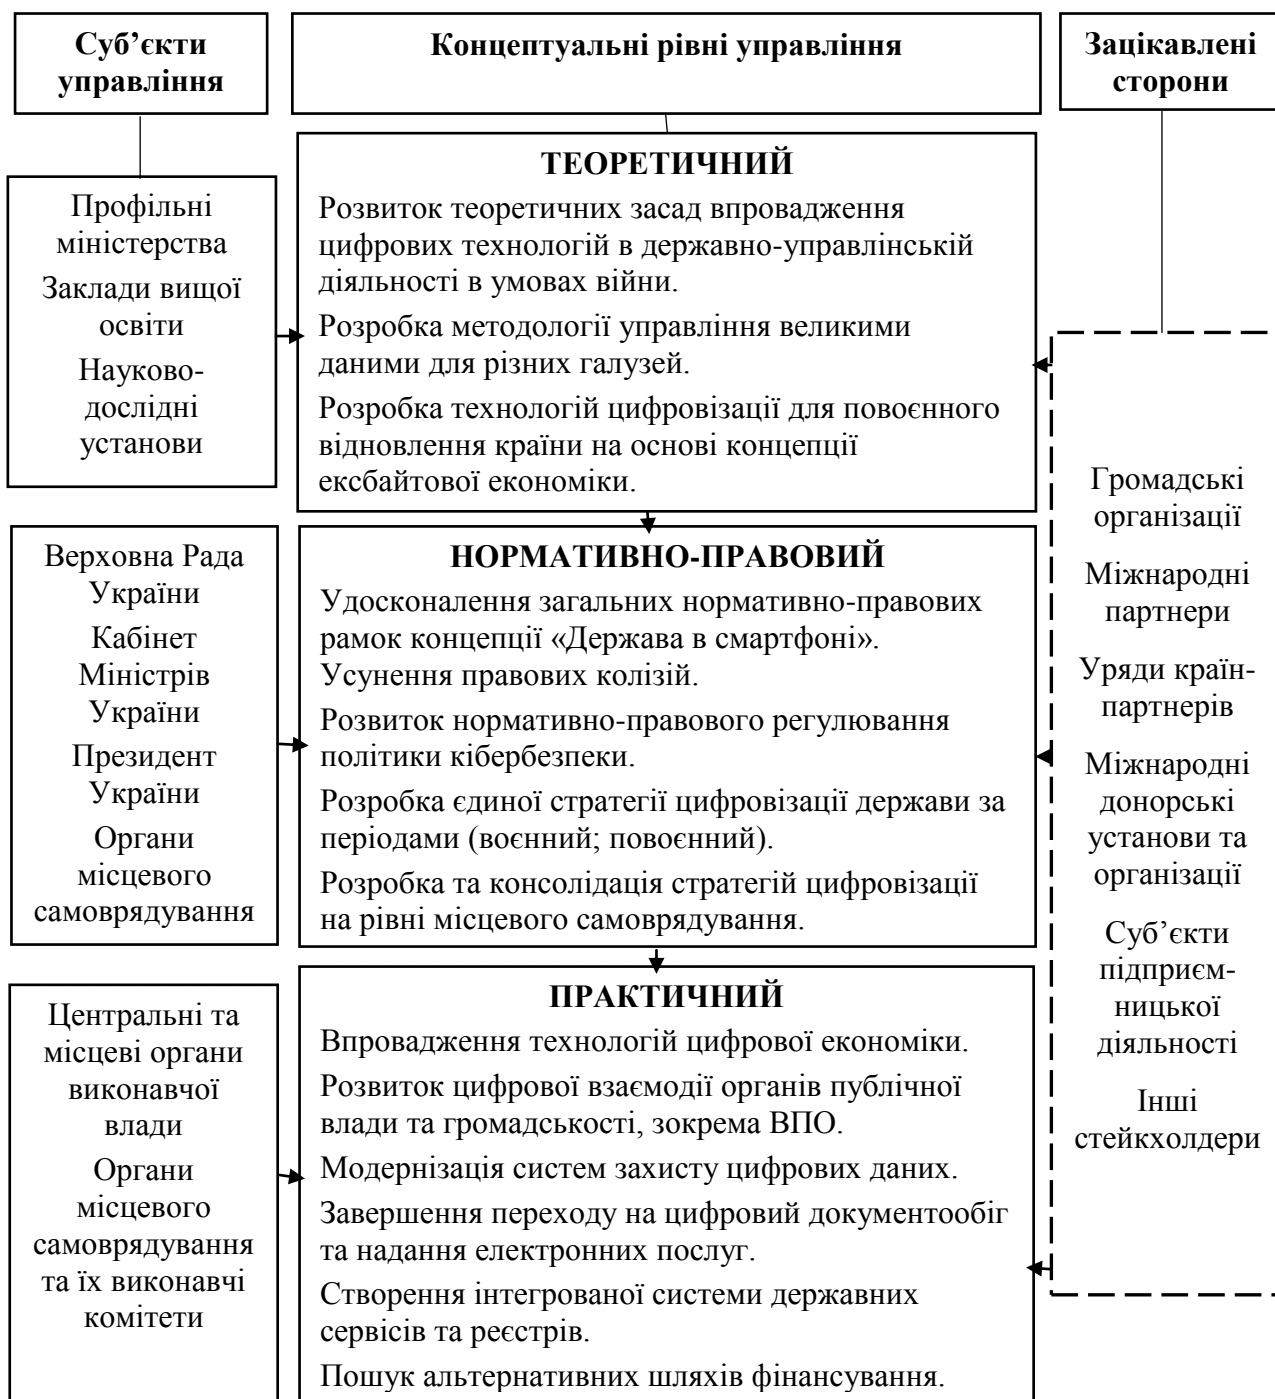 Суб’єкти
управління
Концептуальні рівні управління
Зацікавлені
сторони
Профільні
міністерства
Заклади вищої
освіти
Науково-
дослідні
установи
ТЕОРЕТИЧНИЙ
Розвиток теоретичних засад впровадження
цифрових технологій в державно-управлінській
діяльності в умовах війни.
Розробка методології управління великими
даними для різних галузей.
Розробка технологій цифровізації для повоєнного
відновлення країни на основі концепції
ексбайтової економіки.
Верховна Рада
України
Кабінет
Міністрів
України
Президент
України
Органи
місцевого
самоврядування
НОРМАТИВНО-ПРАВОВИЙ
Удосконалення загальних нормативно-правових
рамок концепції «Держава в смартфоні».
Усунення правових колізій.
Розвиток нормативно-правового регулювання
політики кібербезпеки.
Розробка єдиної стратегії цифровізації держави за
періодами (воєнний; повоєнний).
Розробка та консолідація стратегій цифровізації
на рівні місцевого самоврядування.
Центральні та
місцеві органи
виконавчої
влади
Органи
місцевого
самоврядування
та їх виконавчі
комітети
ПРАКТИЧНИЙ
Впровадження технологій цифрової економіки.
Розвиток цифрової взаємодії органів публічної
влади та громадськості, зокрема ВПО.
Модернізація систем захисту цифрових даних.
Завершення переходу на цифровий документообіг
та надання електронних послуг.
Створення інтегрованої системи державних
сервісів та реєстрів.
Пошук альтернативних шляхів фінансування.
Громадські
організації
Міжнародні
партнери
Уряди країн-
партнерів
Міжнародні
донорські
установи та
організації
Суб’єкти
підприєм-
ницької
діяльності
Інші
стейкхолдери